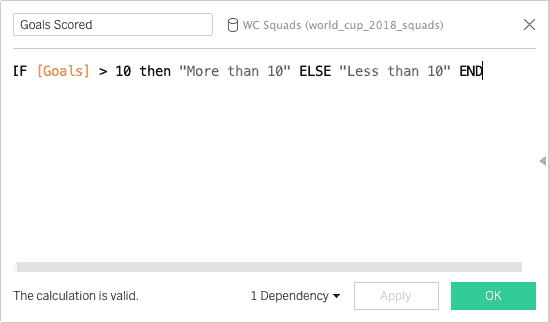 Goals Scored
WC Squads (world_cup_2018_squads)
IF [Goals] > 10 then "More than 10" ELSE "Less than 10" END
The calculation is valid.
1 Dependency
Apply
OK